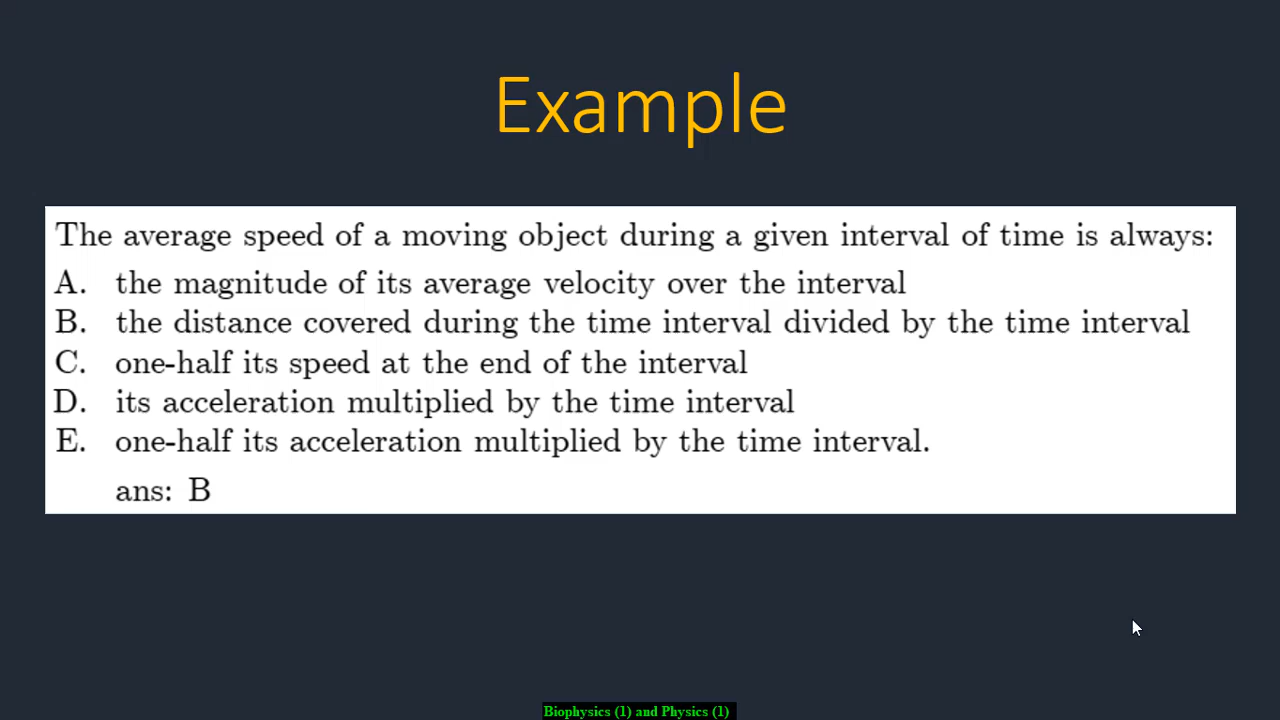 Example
The average speed of a moving object during a given interval of time is always:
A. the magnitude of its average velocity over the interval
B. the distance covered during the time interval divided by the time interval
C. one-half its speed at the end of the interval
D. its acceleration multiplied by the time interval
E. one-half its acceleration multiplied by the time interval.
ans: B
Biophysics (1) and Physics (1)